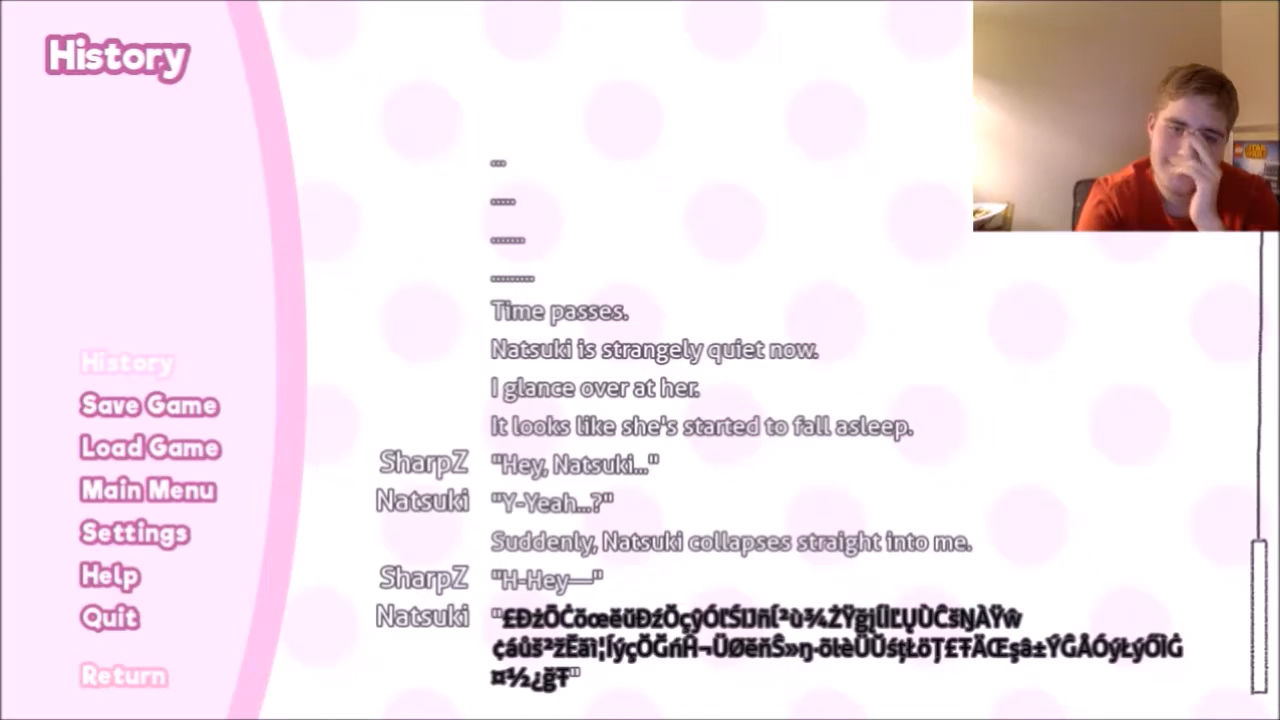 History
...
.....
.......
.........
Time passes.
Natsuki is strangely quiet now.
I glance over at her.
It looks like she's started to fall asleep.
SharpZ "Hey, Natsuki..."
Natsuki "Y-Yeah...?"
Suddenly, Natsuki collapses straight into me.
SharpZ "H-Hey—"
Natsuki
History
Save Game
Load Game
Main Menu
Settings
Help
Quit
Return